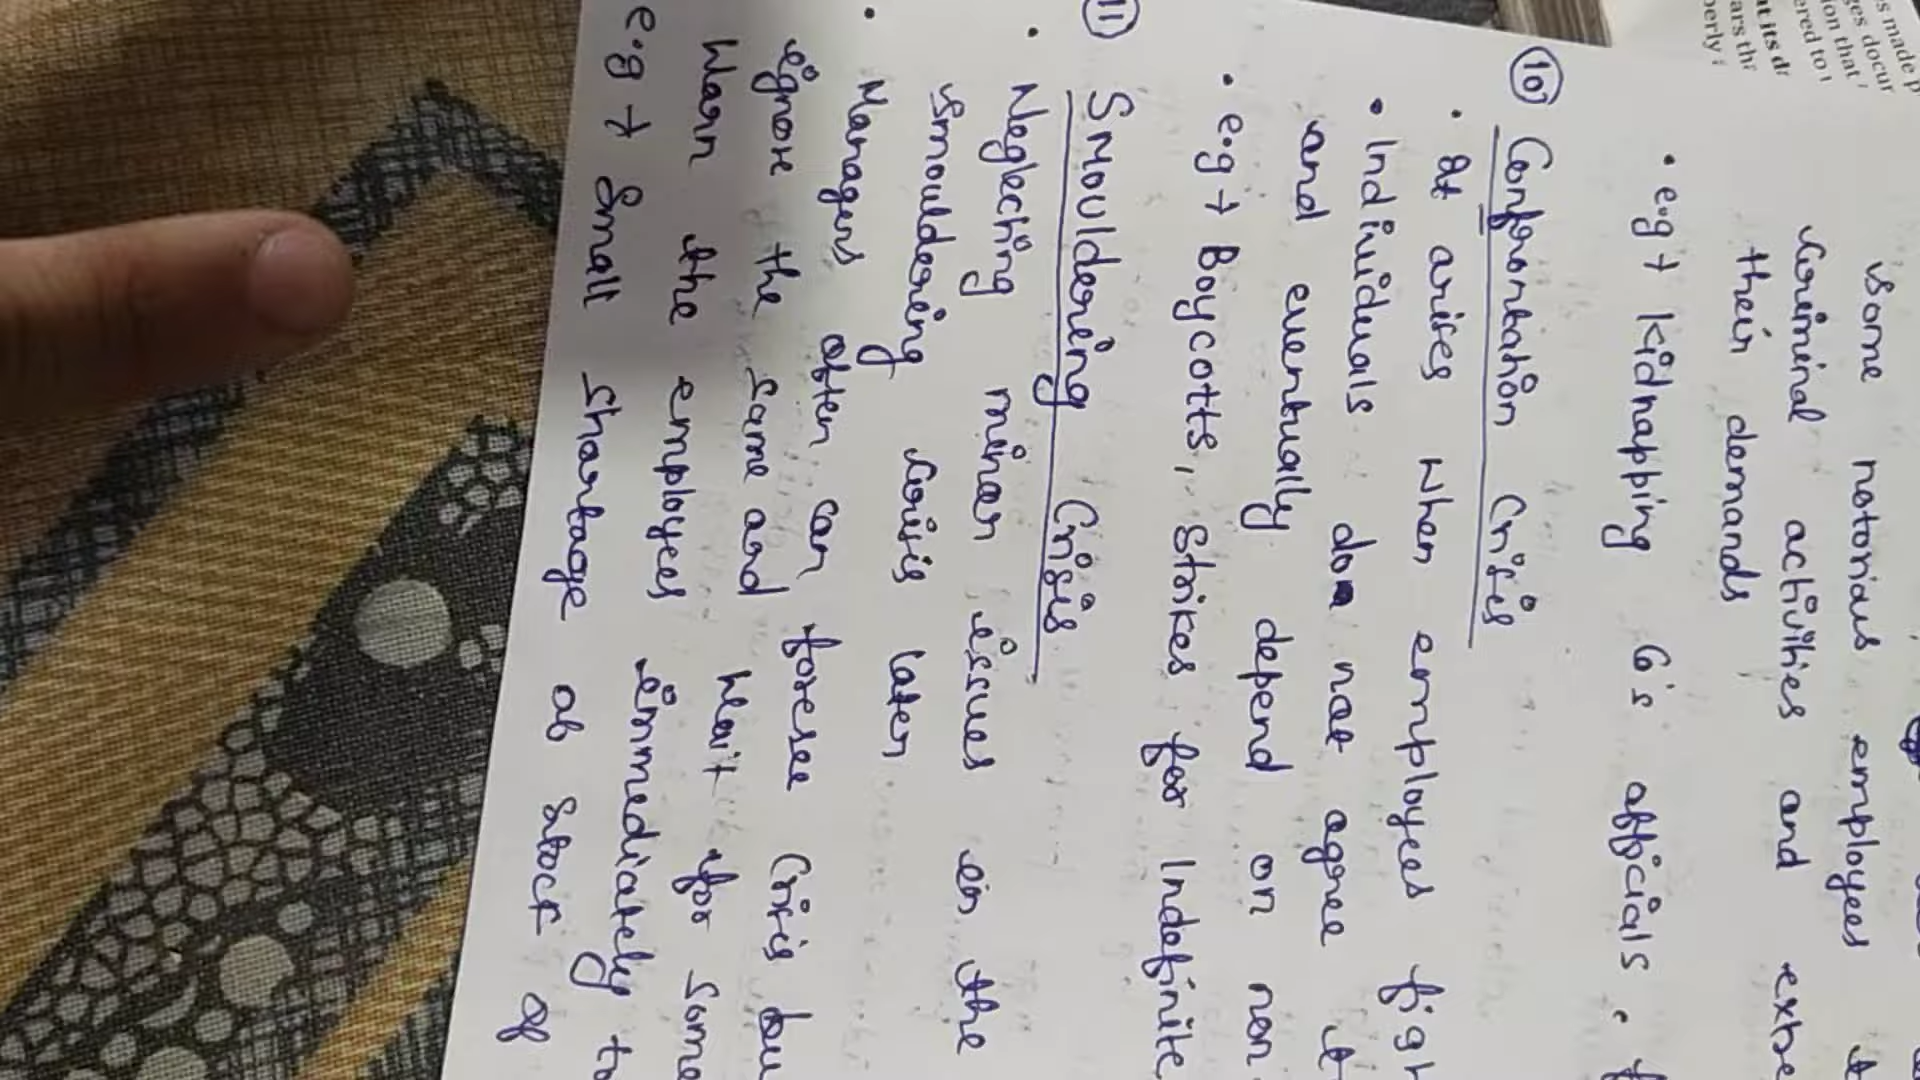 some notorious employees
criminal activities and
their demands
• e.g → Kidnapping Co's officials
10 Confrontation Crisis
• It arises when employees
• Individuals do not agree
and eventually depend on non
• e.g → Boycotts, Strikes for Indefinite
11 Smouldering Crisis
• Neglecting minor issues in the
smouldering crisis later
• Managers often can foresee Crisis
ignore the same and wait for some
warn the employees immediately to
e.g → Small shortage of stock of